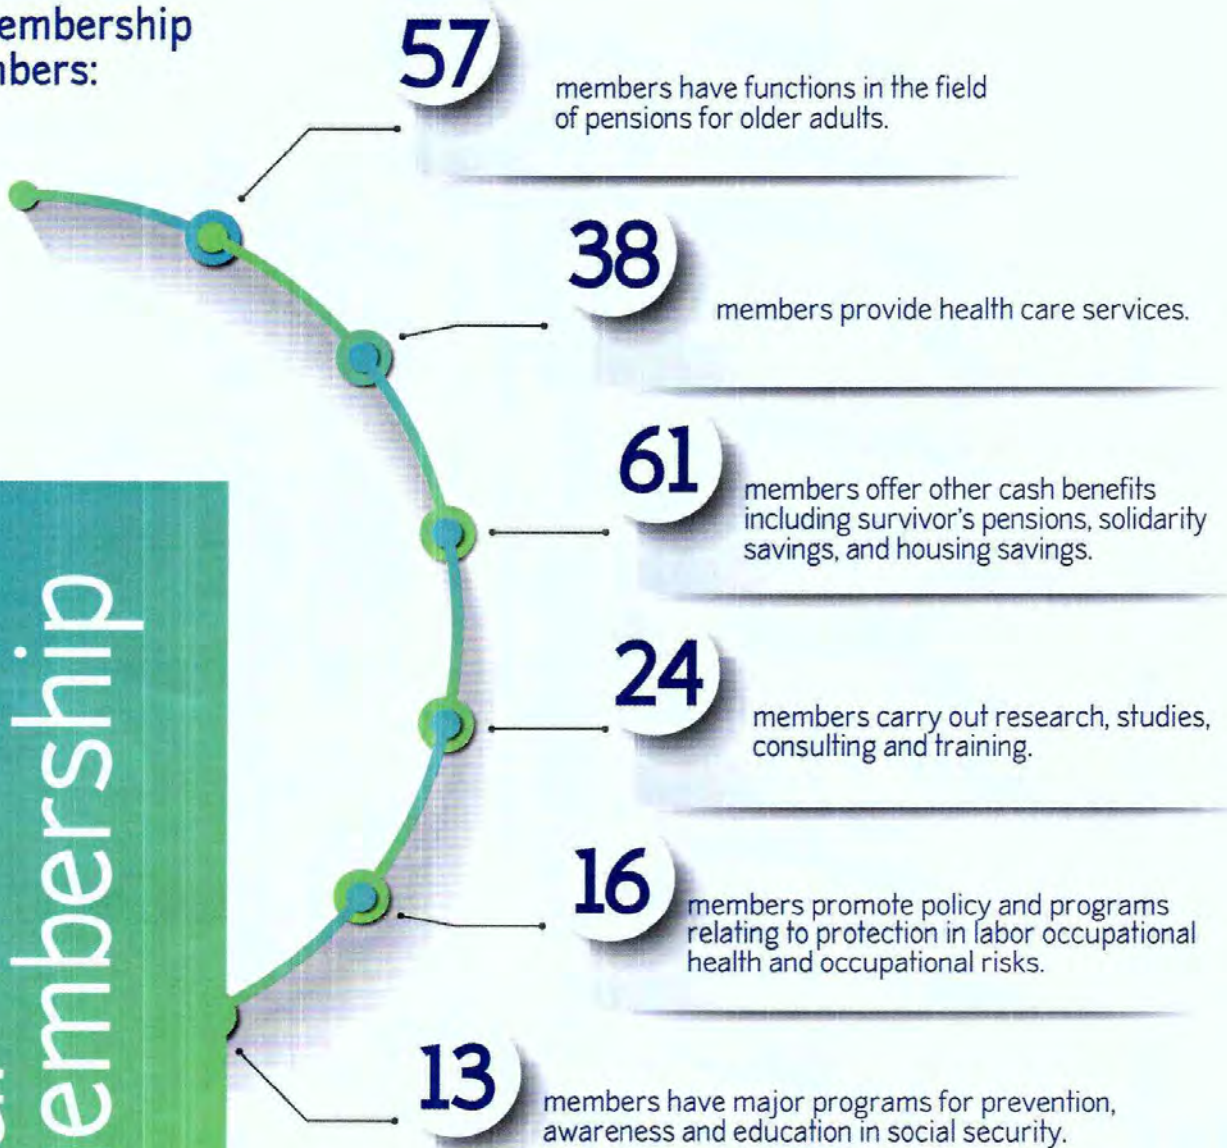 embership
bers:
57
members have functions in the field
of pensions for older adults.
38
members provide health care services.
61
members offer other cash benefits
including survivor's pensions, solidarity
savings, and housing savings.
24
members carry out research, studies,
consulting and training.
16
members promote policy and programs
relating to protection in labor occupational
health and occupational risks.
13
members have major programs for prevention,
awareness and education in social security.
embership